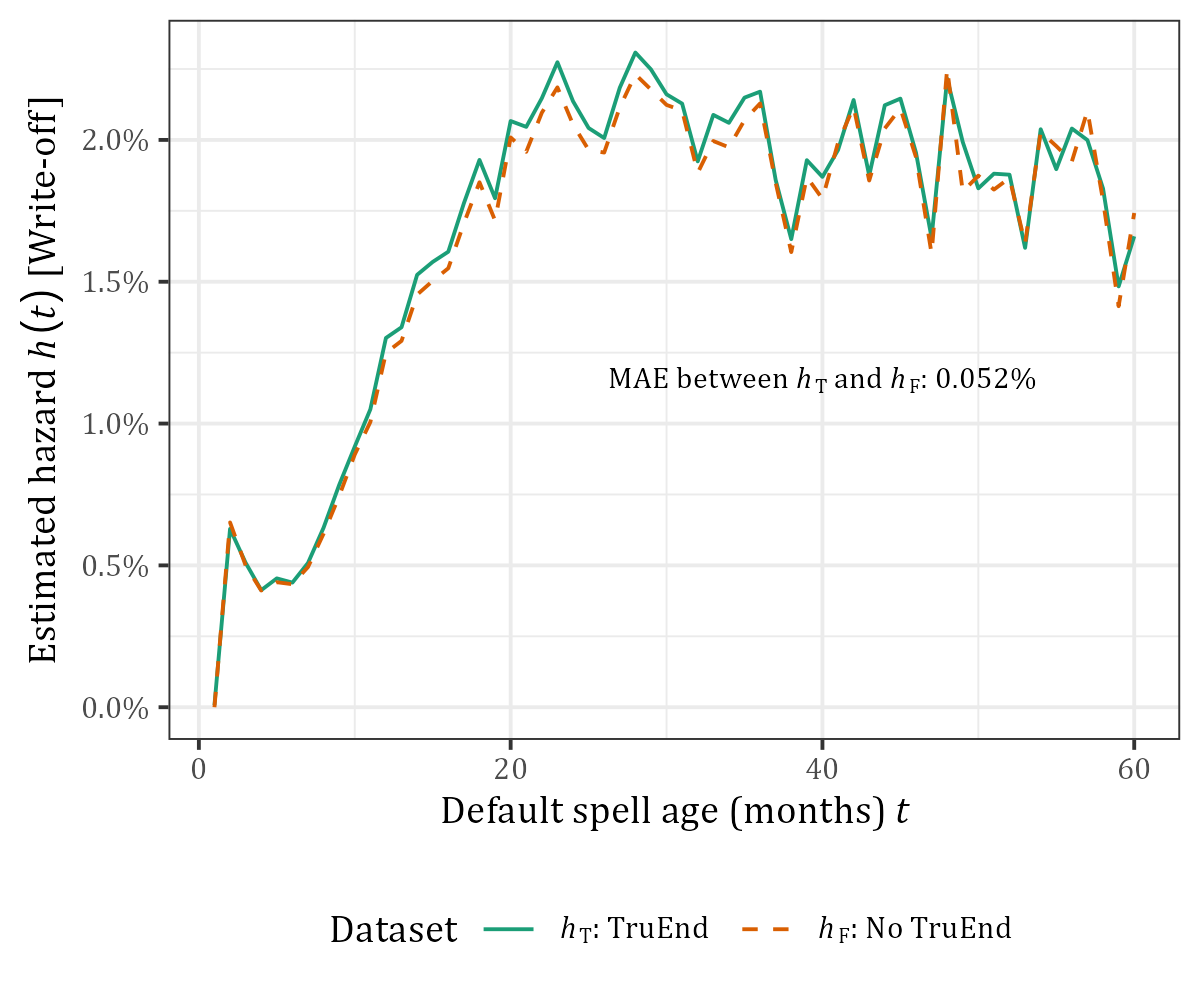 Estimated hazard h(t) [Write-off]
2.0%
1.5%
1.0%
0.5%
0.0%
MAE between hT and hF: 0.052%
0 20 40 60
Default spell age (months) t
Dataset hT: TruEnd hF: No TruEnd